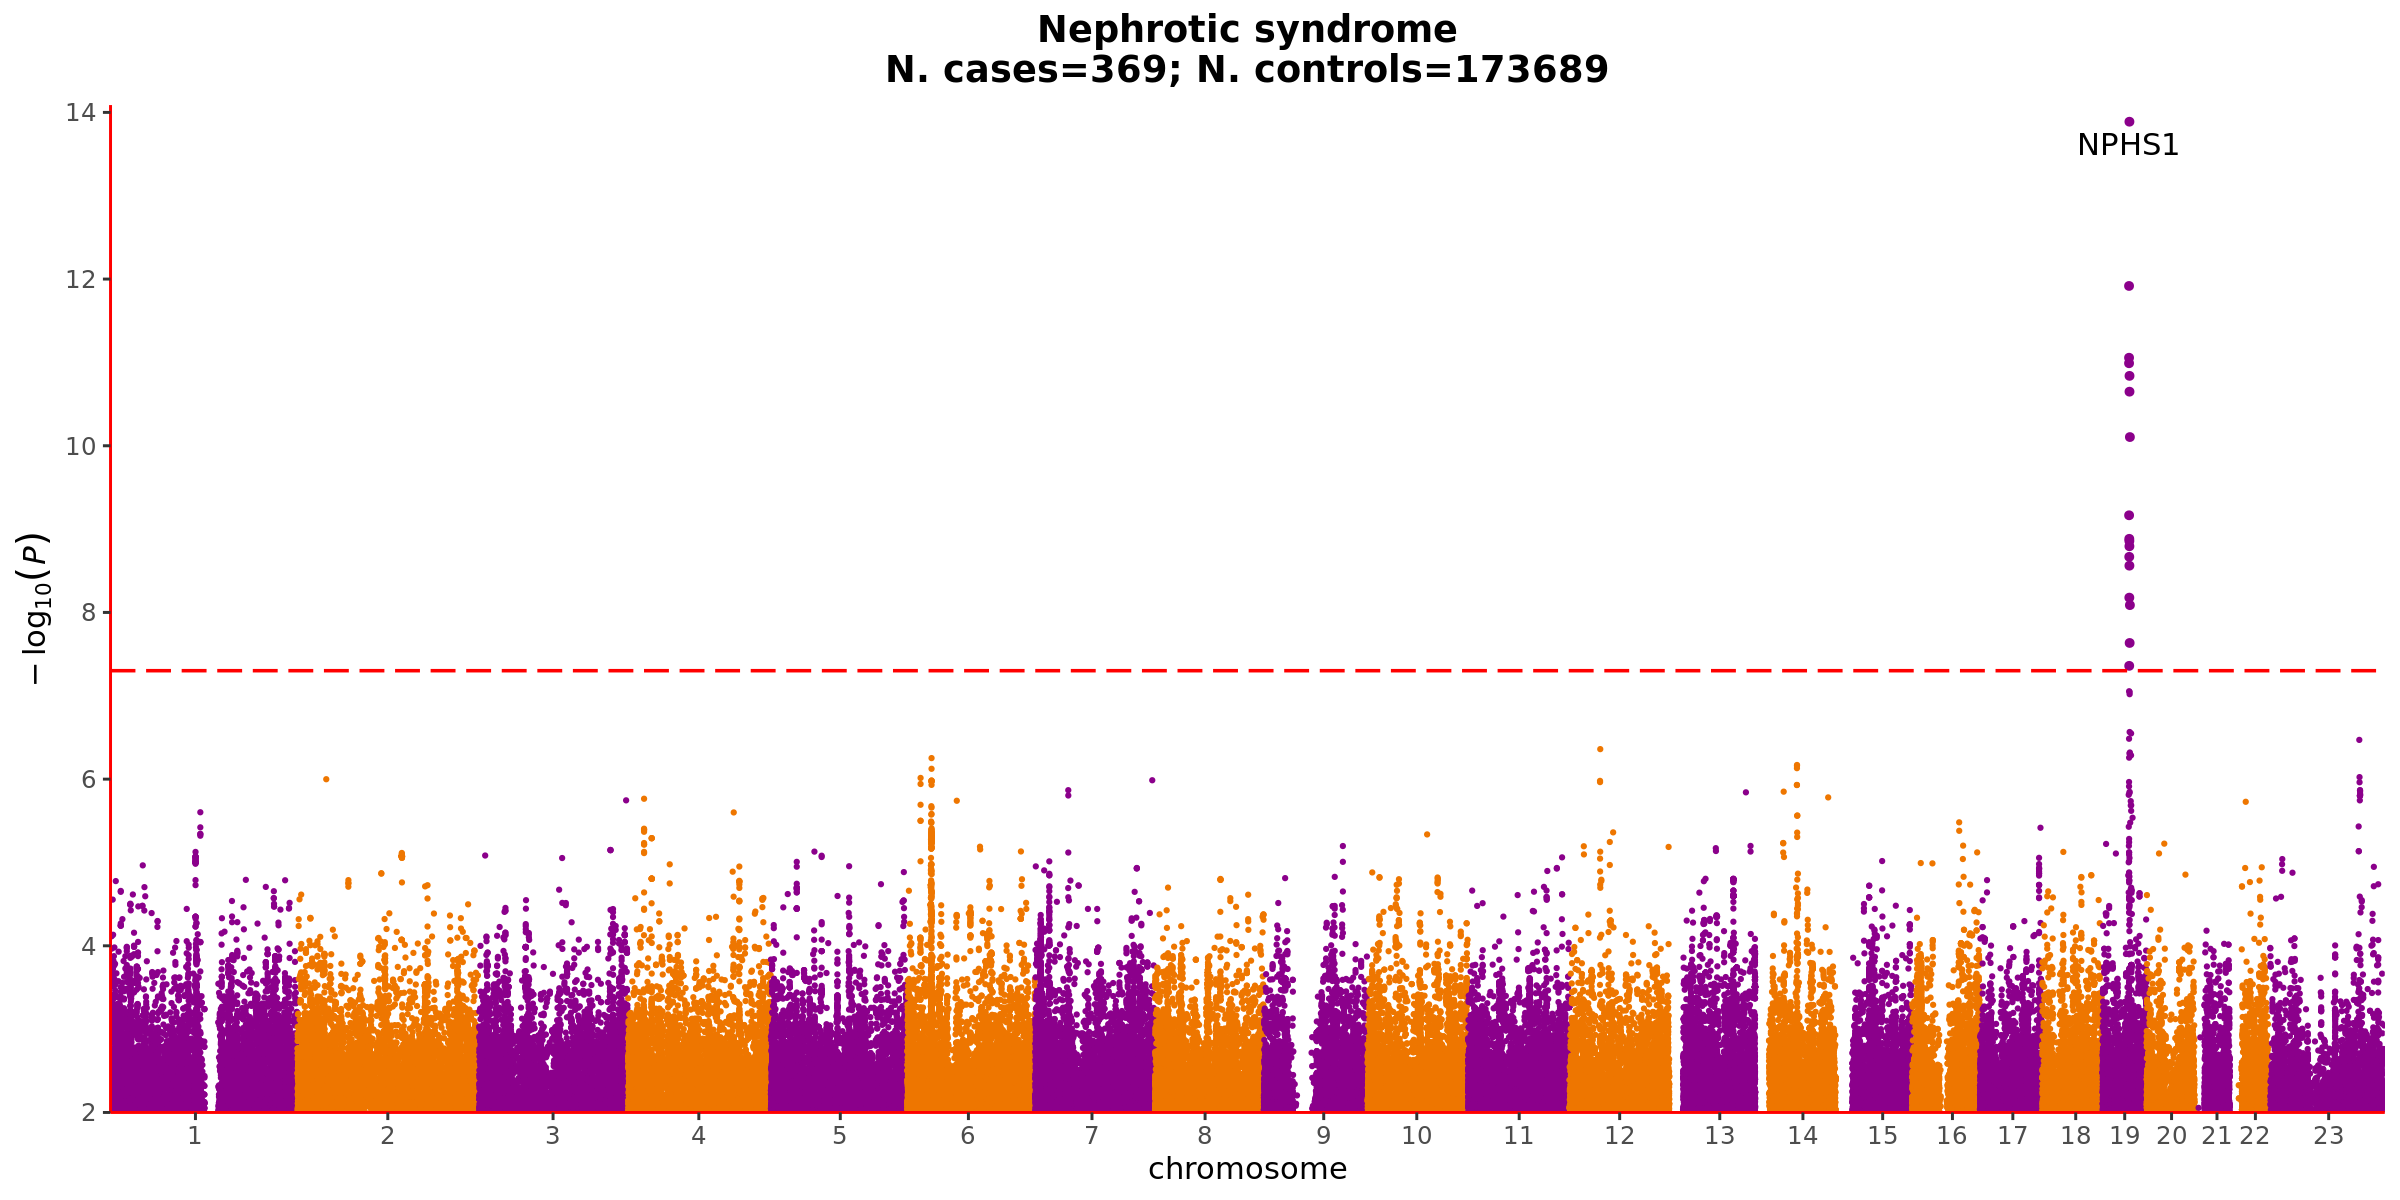 Nephrotic syndrome
N. cases=369; N. controls=173689
14
NPHS1
12
10
8
6
4
2
−log₁₀(P)
1 2 3 4 5 6 7 8 9 10 11 12 13 14 15 16 17 18 19 20 21 22 23
chromosome